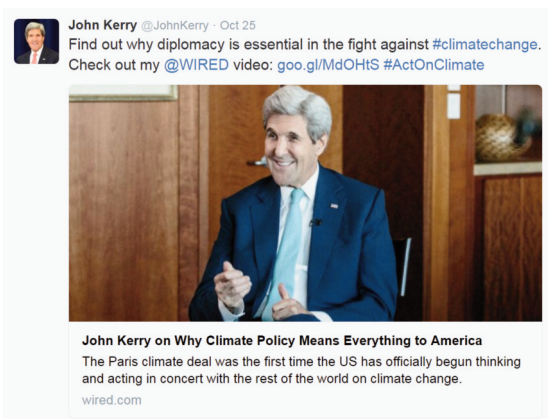 John Kerry @JohnKerry · Oct 25
Find out why diplomacy is essential in the fight against #climatechange.
Check out my @WIRED video: goo.gl/MdOHtS #ActOnClimate
John Kerry on Why Climate Policy Means Everything to America
The Paris climate deal was the first time the US has officially begun thinking
and acting in concert with the rest of the world on climate change.
wired.com